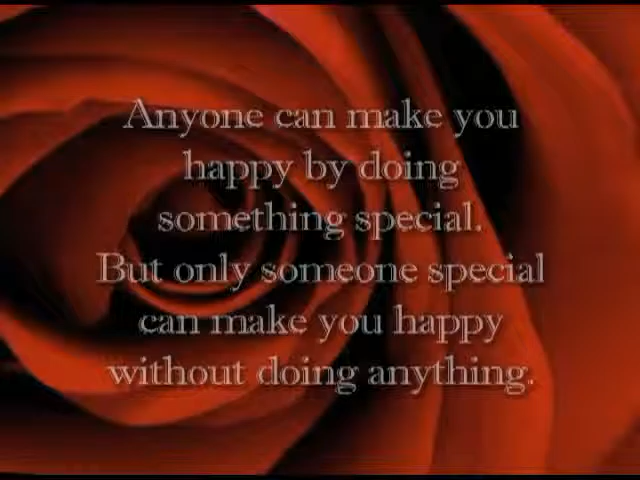 Anyone can make you
happy by doing
something special.
But only someone special
can make you happy
without doing anything.